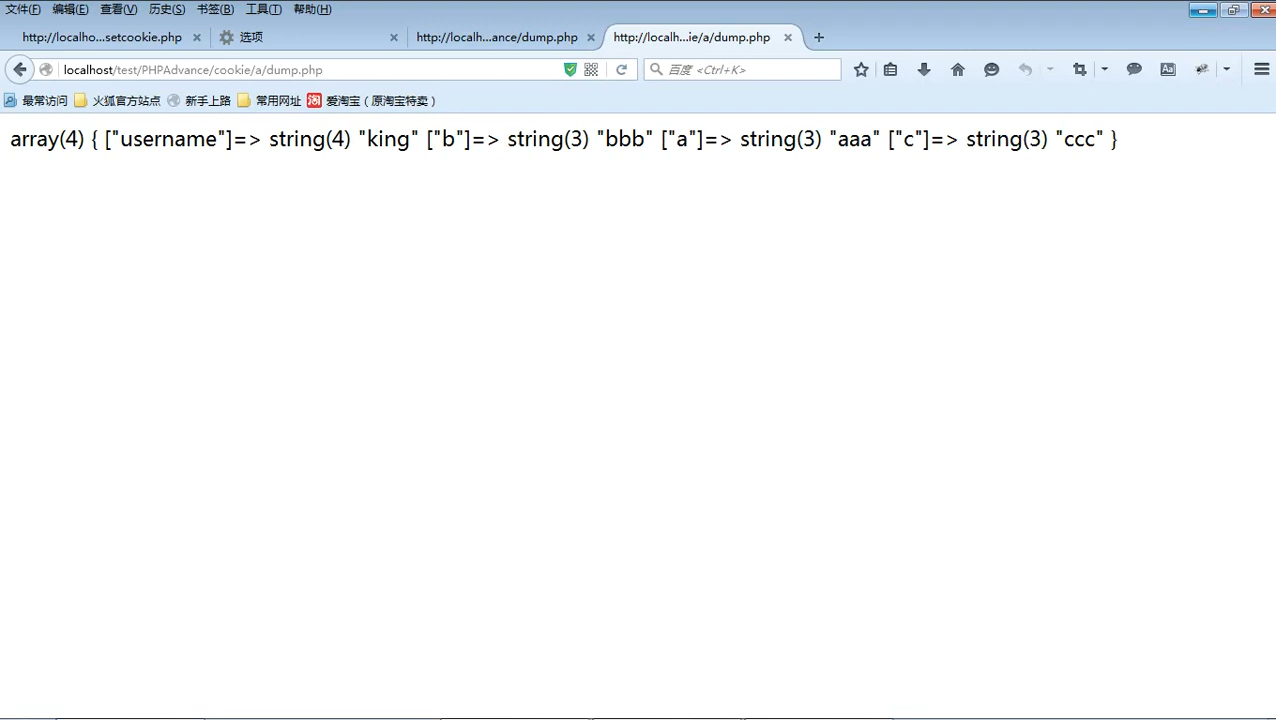 文件(F) 编辑(E) 查看(V) 历史(S) 书签(B) 工具(T) 帮助(H)
http://localho...setcookie.php 选项 http://localh...ance/dump.php http://localh...ie/a/dump.php
localhost/test/PHPAdvance/cookie/a/dump.php 百度 <Ctrl+K>
最常访问 火狐官方站点 新手上路 常用网址 淘 爱淘宝（原淘宝特卖）
array(4) { ["username"]=> string(4) "king" ["b"]=> string(3) "bbb" ["a"]=> string(3) "aaa" ["c"]=> string(3) "ccc" }